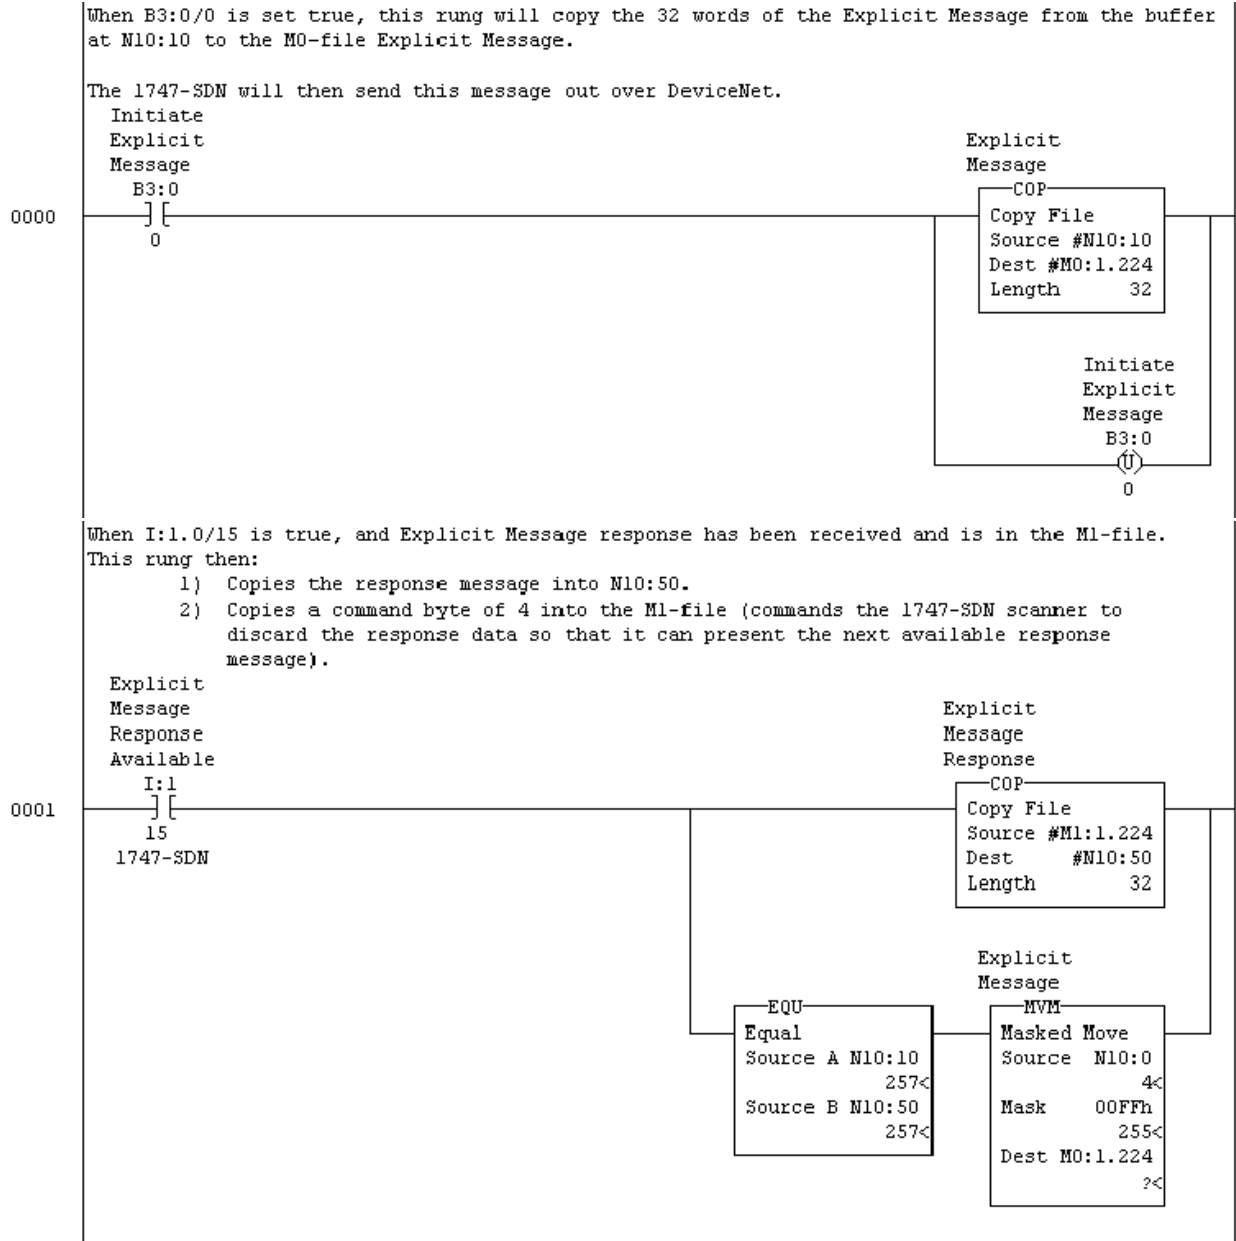 When B3:0/0 is set true, this rung will copy the 32 words of the Explicit Message from the buffer
at N10:10 to the M0-file Explicit Message.
The 1747-SDN will then send this message out over DeviceNet.
Initiate
Explicit
Message
B3:0
0
0000
Explicit
Message
COP
Copy File
Source #N10:10
Dest #M0:1.224
Length 32
Initiate
Explicit
Message
B3:0
U
0
When I:1.0/15 is true, and Explicit Message response has been received and is in the M1-file.
This rung then:
1) Copies the response message into N10:50.
2) Copies a command byte of 4 into the M1-file (commands the 1747-SDN scanner to
discard the response data so that it can present the next available response
message).
Explicit
Message
Response
Available
I:1
15
1747-SDN
0001
Explicit
Message
Response
COP
Copy File
Source #M1:1.224
Dest #N10:50
Length 32
EQU
Equal
Source A N10:10
257<
Source B N10:50
257<
Explicit
Message
MVM
Masked Move
Source N10:0
4<
Mask 00FFh
255<
Dest M0:1.224
?<